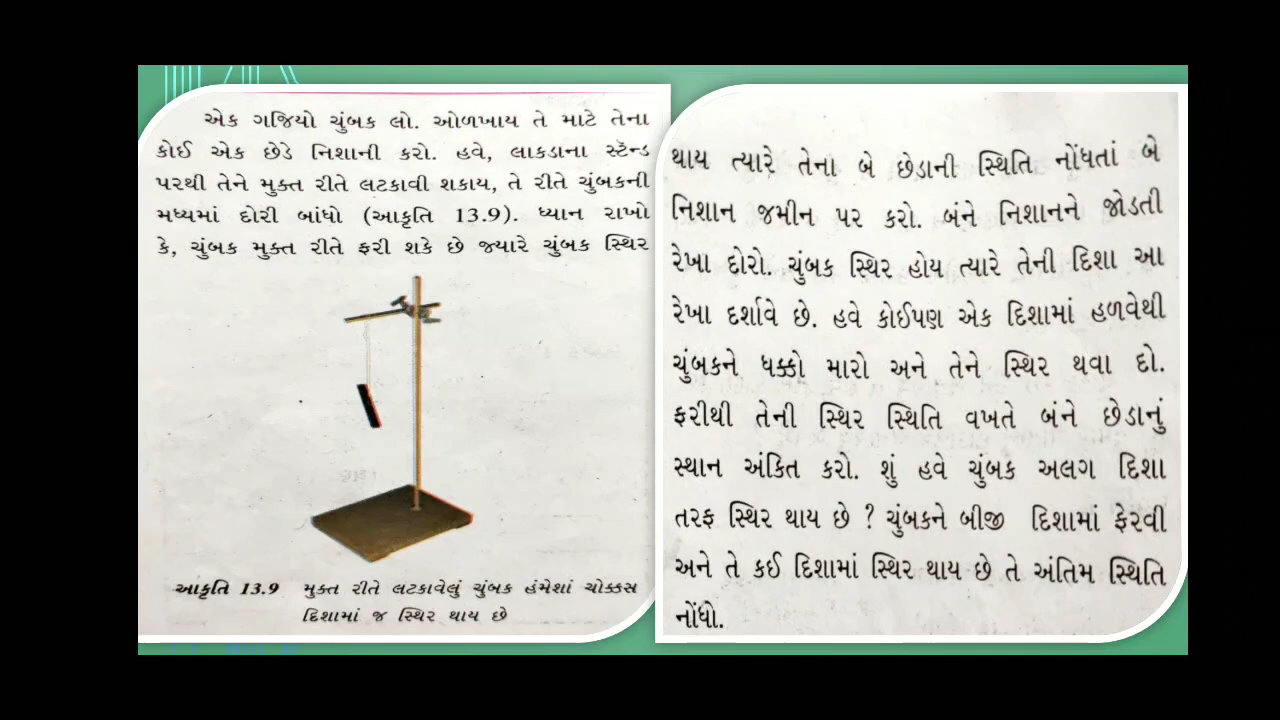 એક ગજિયો ચુંબક લો. ઓળખાય તે માટે તેના
કોઈ એક છેડે નિશાની કરો. હવે, લાકડાના સ્ટૅન્ડ
પરથી તેને મુક્ત રીતે લટકાવી શકાય, તે રીતે ચુંબકની
મધ્યમાં દોરી બાંધો (આકૃતિ 13.9). ધ્યાન રાખો
કે, ચુંબક મુક્ત રીતે ફરી શકે છે જ્યારે ચુંબક સ્થિર
આકૃતિ 13.9 મુક્ત રીતે લટકાવેલું ચુંબક હંમેશાં ચોક્કસ
દિશામાં જ સ્થિર થાય છે
થાય ત્યારે તેના બે છેડાની સ્થિતિ નોંધતાં બે
નિશાન જમીન પર કરો. બંને નિશાનને જોડતી
રેખા દોરો. ચુંબક સ્થિર હોય ત્યારે તેની દિશા આ
રેખા દર્શાવે છે. હવે કોઈપણ એક દિશામાં હળવેથી
ચુંબકને ધક્કો મારો અને તેને સ્થિર થવા દો.
ફરીથી તેની સ્થિર સ્થિતિ વખતે બંને છેડાનું
સ્થાન અંકિત કરો. શું હવે ચુંબક અલગ દિશા
તરફ સ્થિર થાય છે ? ચુંબકને બીજી દિશામાં ફેરવી
અને તે કઈ દિશામાં સ્થિર થાય છે તે અંતિમ સ્થિતિ
નોંધો.